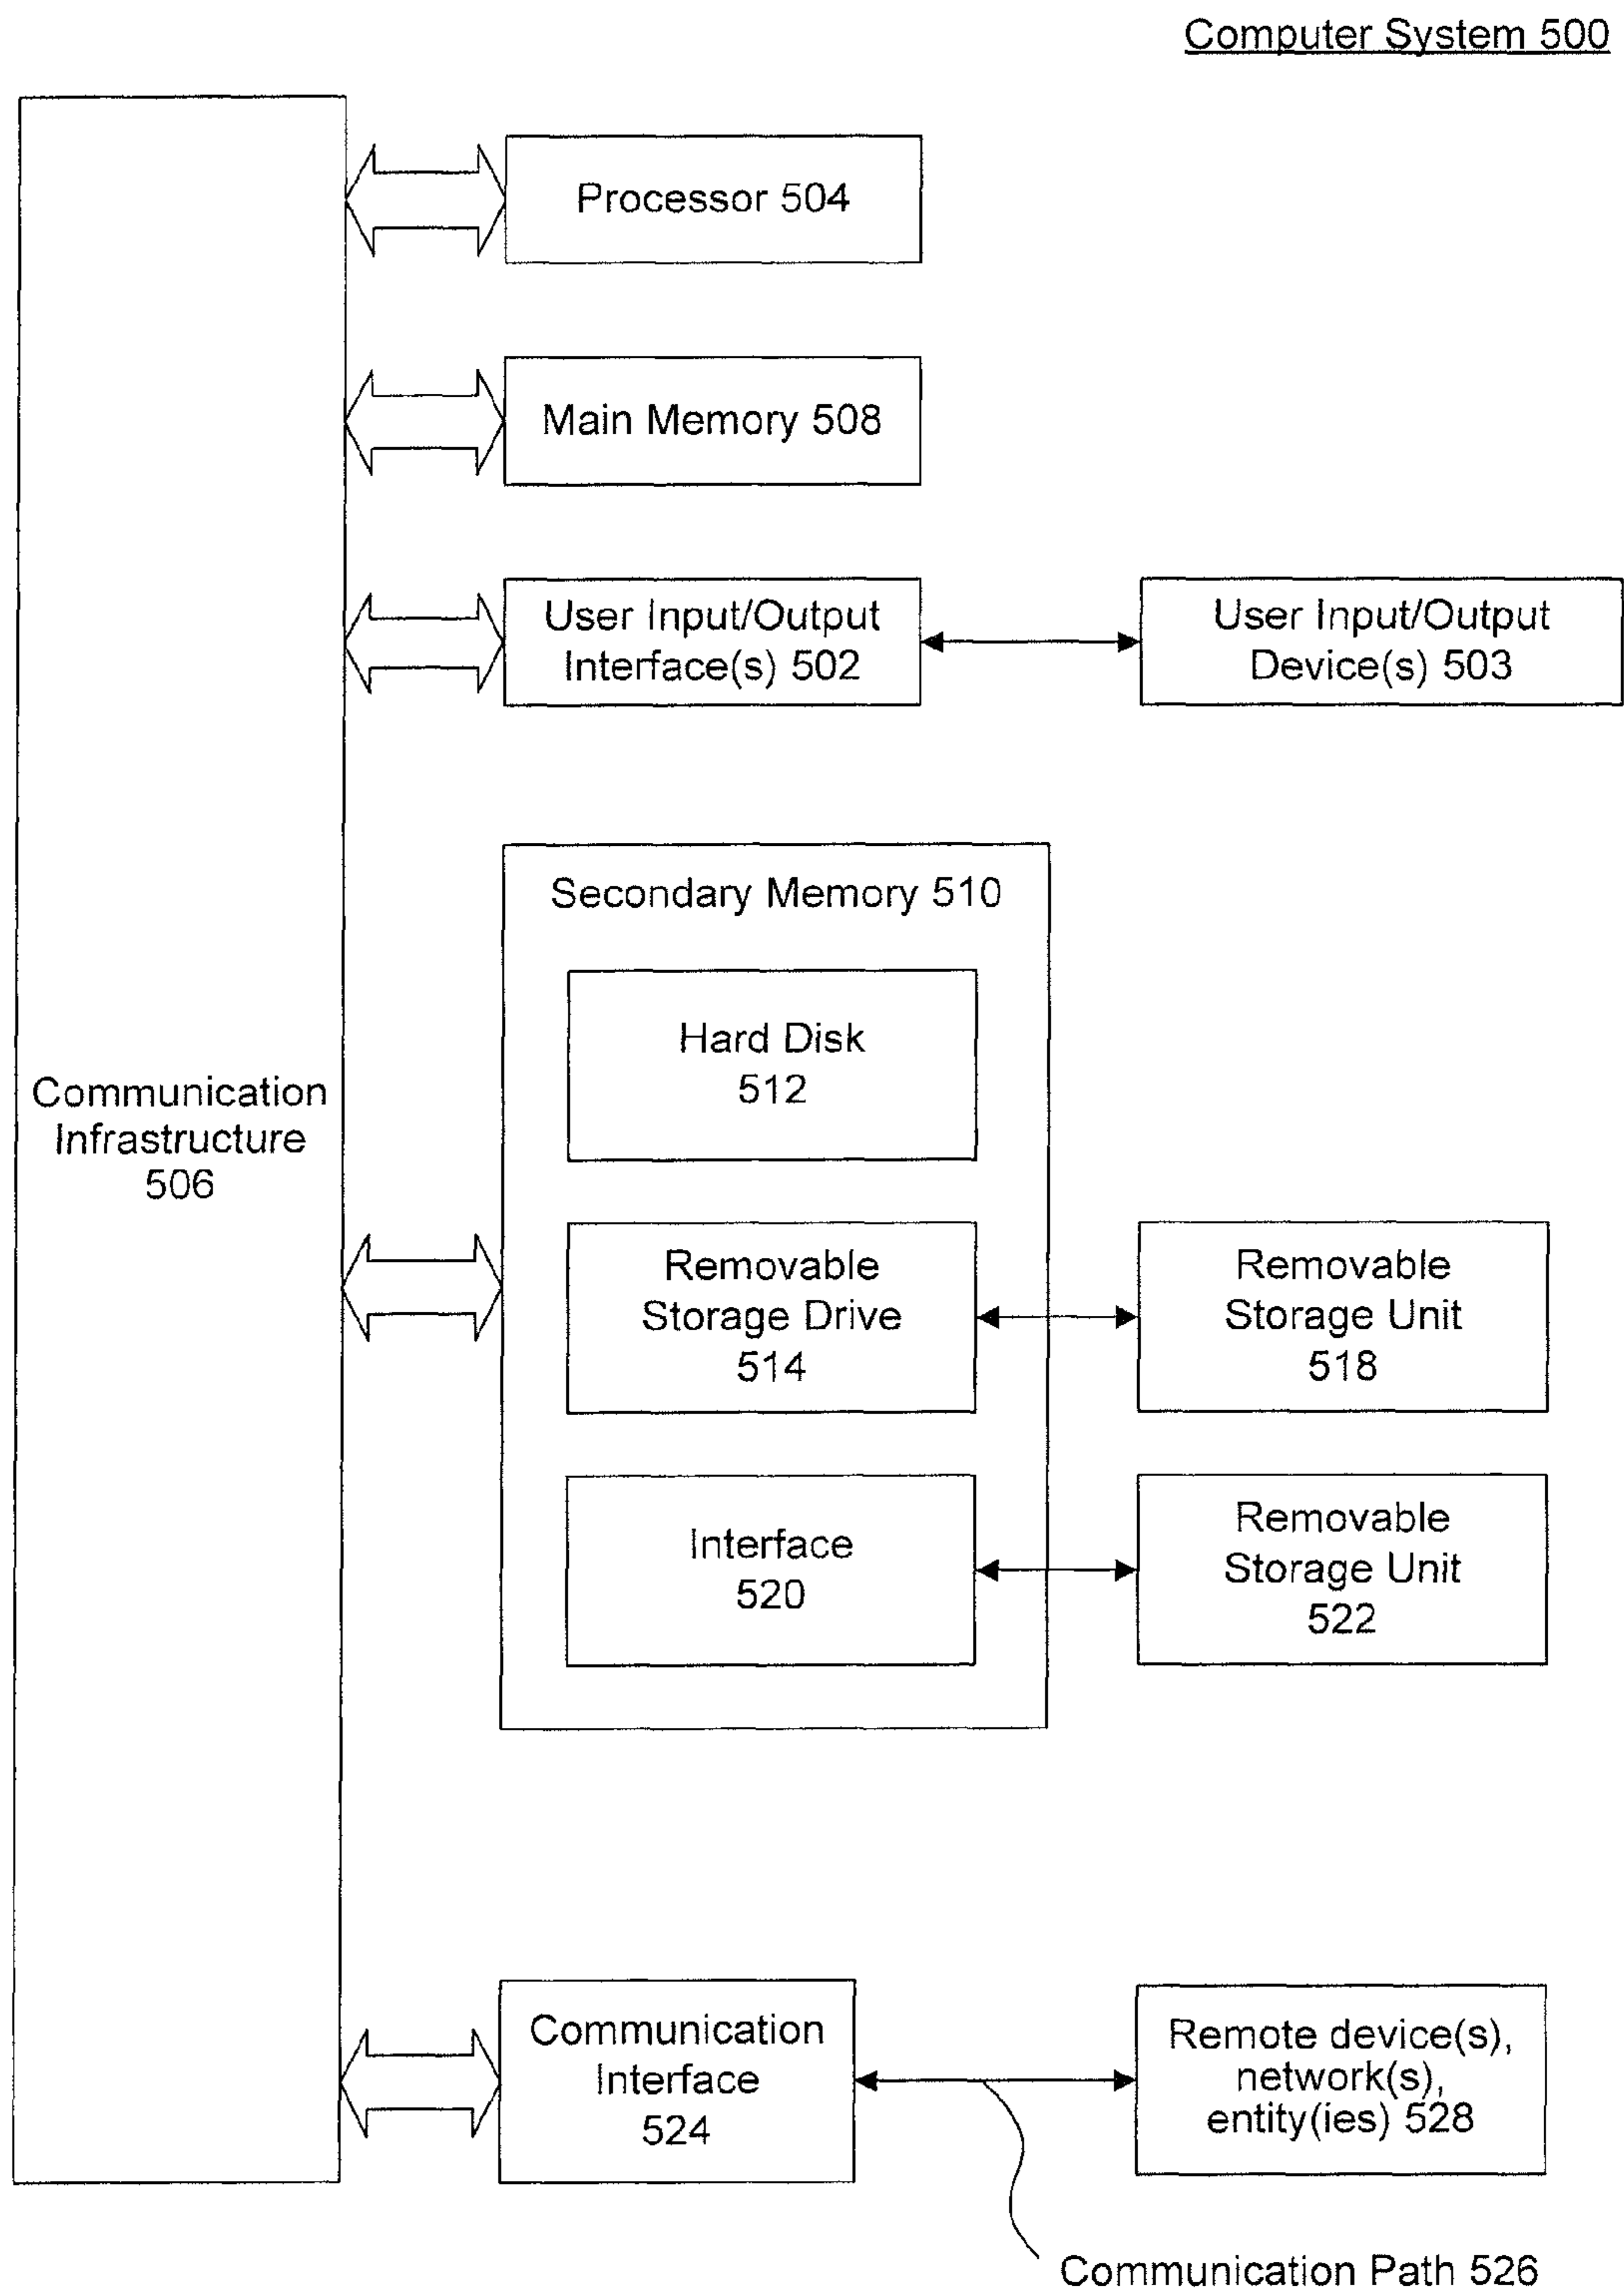 Computer System 500
Processor 504
Main Memory 508
User Input/Output
Interface(s) 502
User Input/Output
Device(s) 503
Secondary Memory 510
Hard Disk
512
Communication
Infrastructure
506
Removable
Storage Drive
514
Removable
Storage Unit
518
Interface
520
Removable
Storage Unit
522
Communication
Interface
524
Remote device(s),
network(s),
entity(ies) 528
Communication Path 526